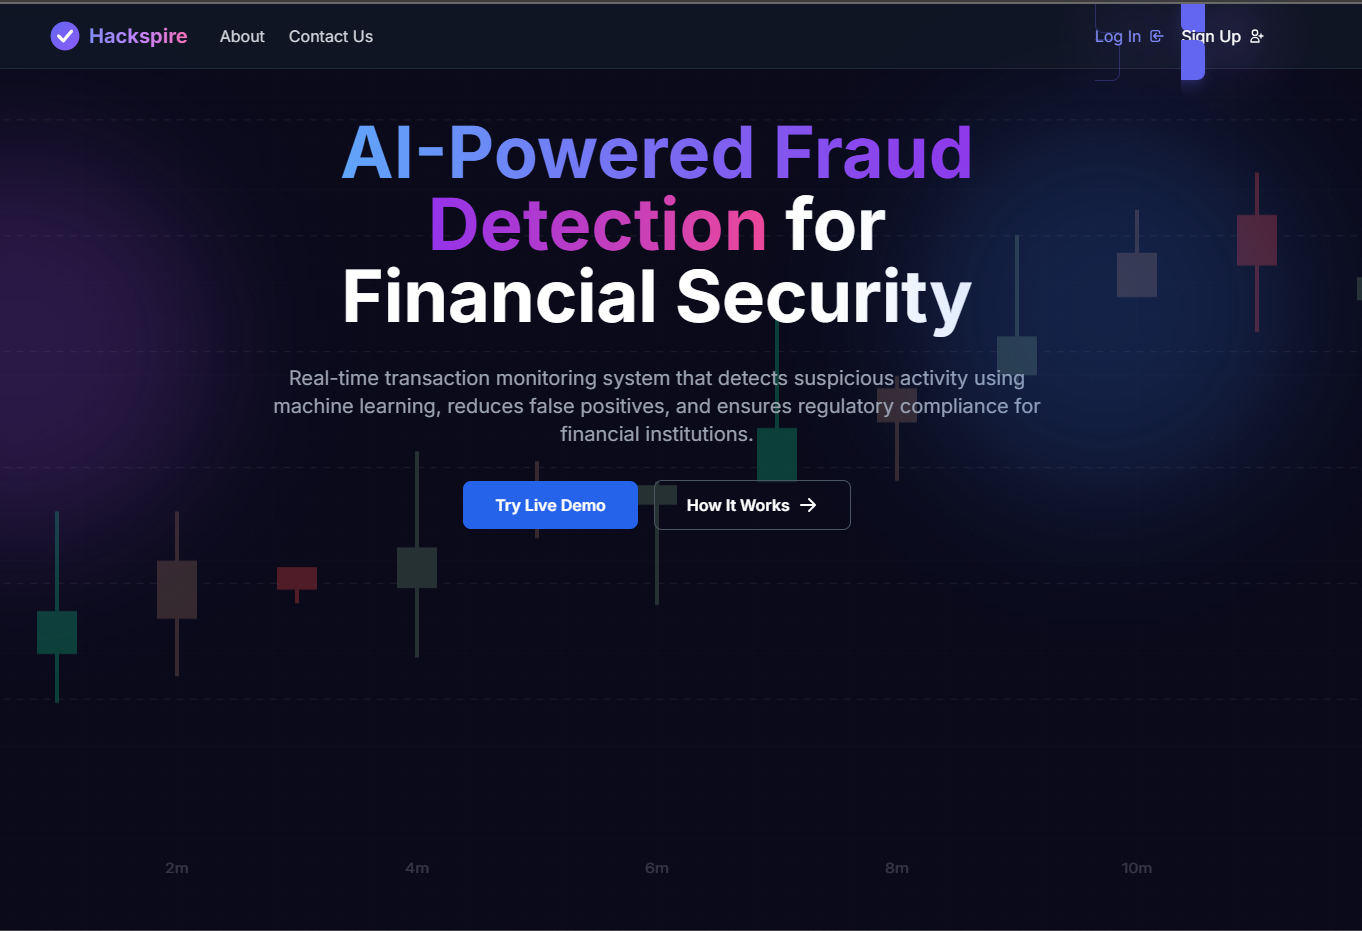 Hackspire About Contact Us Log In Sign Up
AI-Powered Fraud
Detection for
Financial Security
Real-time transaction monitoring system that detects suspicious activity using
machine learning, reduces false positives, and ensures regulatory compliance for
financial institutions.
Try Live Demo How It Works
2m 4m 6m 8m 10m